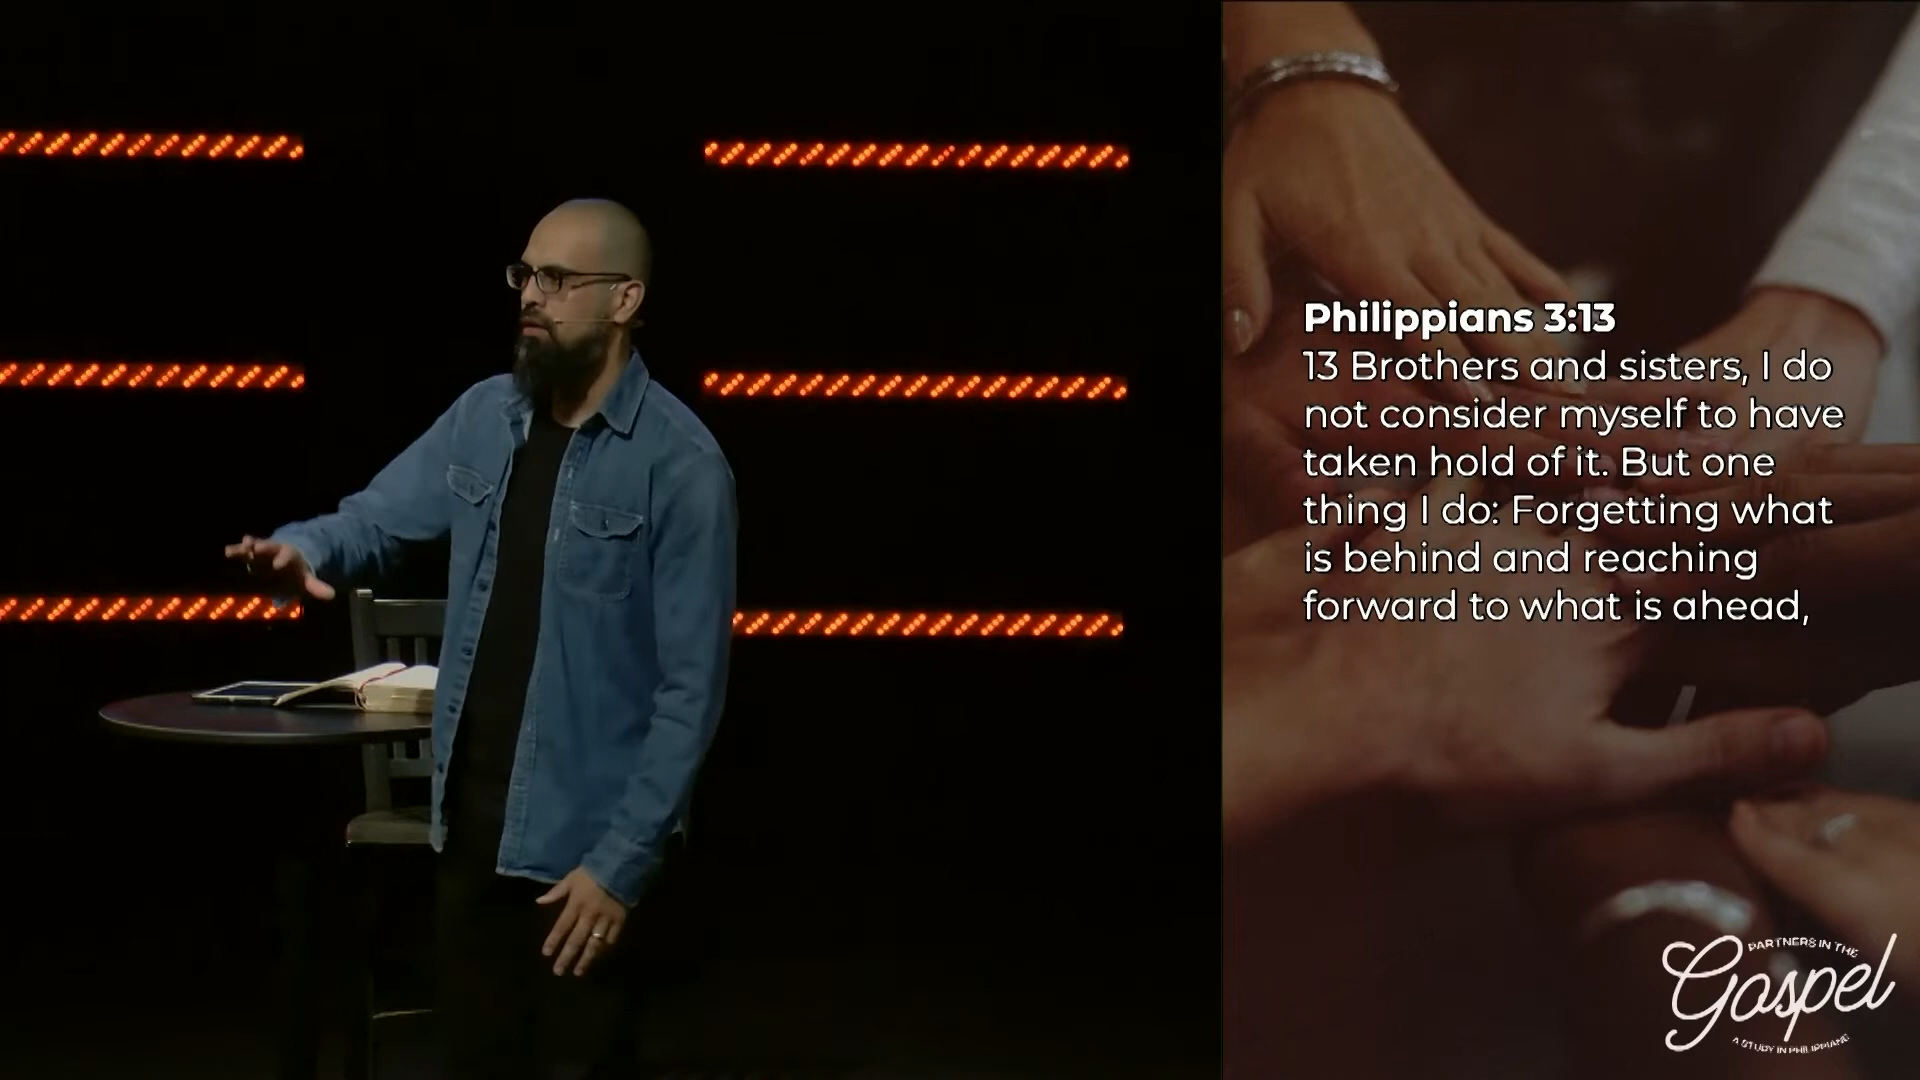 Philippians 3:13
13 Brothers and sisters, I do
not consider myself to have
taken hold of it. But one
thing I do: Forgetting what
is behind and reaching
forward to what is ahead,
PARTNERS IN THE
Gospel
A STUDY IN PHILIPPIANS